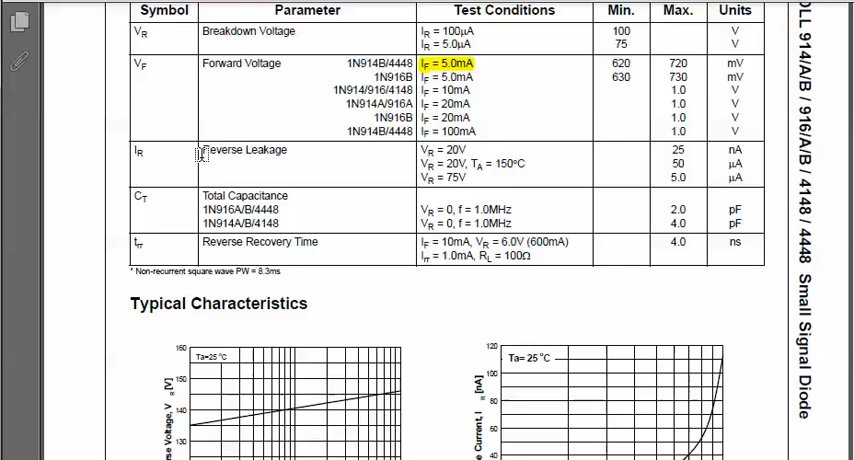 Symbol Parameter Test Conditions Min. Max. Units
VR Breakdown Voltage IR = 100μA 100 V
IR = 5.0μA 75 V
VF Forward Voltage 1N914B/4448 IF = 5.0mA 620 720 mV
1N916B IF = 5.0mA 630 730 mV
1N914/916/4148 IF = 10mA 1.0 V
1N914A/916A IF = 20mA 1.0 V
1N916B IF = 20mA 1.0 V
1N914B/4448 IF = 100mA 1.0 V
IR Reverse Leakage VR = 20V 25 nA
VR = 20V, TA = 150°C 50 μA
VR = 75V 5.0 μA
CT Total Capacitance
1N916A/B/4448 VR = 0, f = 1.0MHz 2.0 pF
1N914A/B/4148 VR = 0, f = 1.0MHz 4.0 pF
trr Reverse Recovery Time IF = 10mA, VR = 6.0V (600mA) 4.0 ns
Irr = 1.0mA, RL = 100Ω
* Non-recurrent square wave PW = 8.3ms
Typical Characteristics
160
Ta=25 °C
150
140
130
rse Voltage, V R [V]
120
Ta= 25 °C
100
80
60
40
e Current, I R [nA]
OLL 914/A/B / 916/A/B / 4148 / 4448 Small Signal Diode